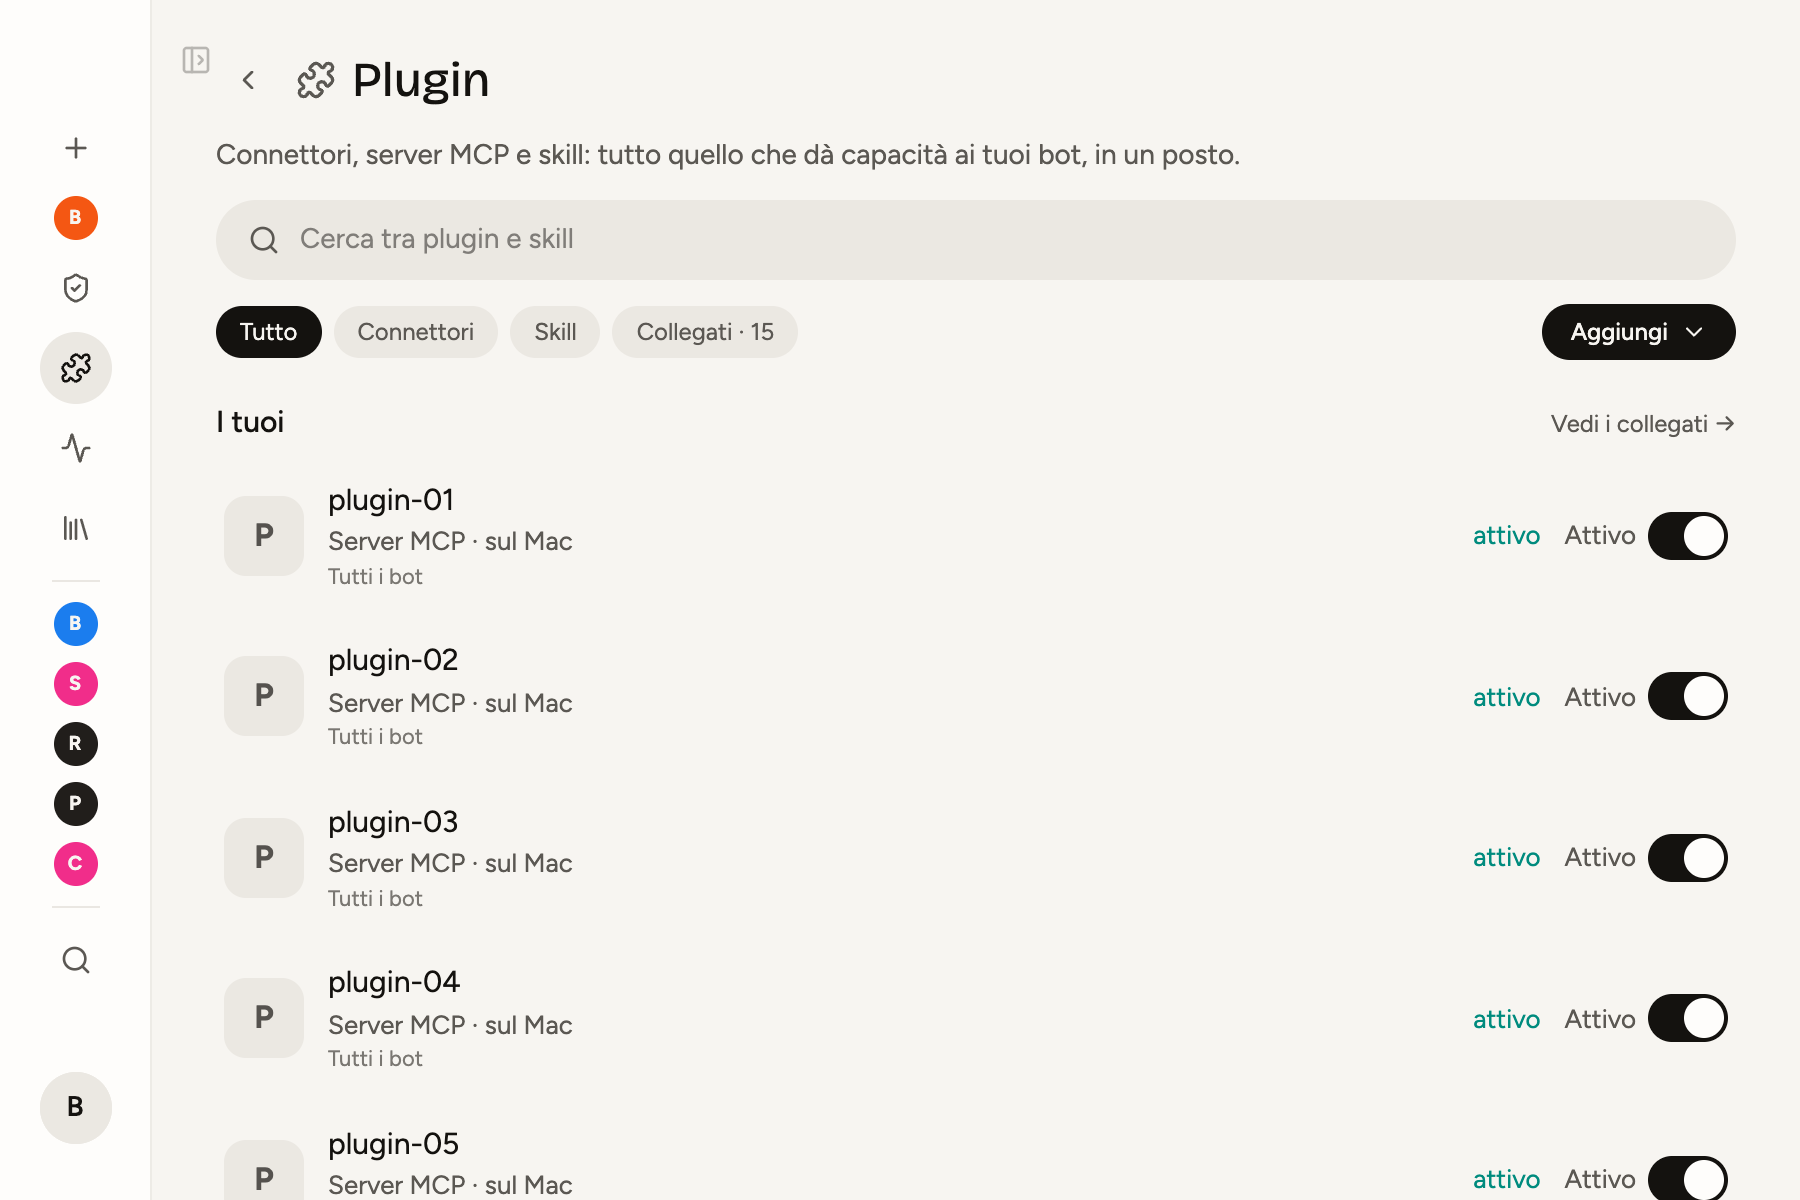 Plugin
Connettori, server MCP e skill: tutto quello che dà capacità ai tuoi bot, in un posto.
Cerca tra plugin e skill
Tutto
Connettori
Skill
Collegati · 15
Aggiungi
I tuoi
Vedi i collegati →
P
plugin-01
Server MCP · sul Mac
Tutti i bot
attivo
Attivo
P
plugin-02
Server MCP · sul Mac
Tutti i bot
attivo
Attivo
P
plugin-03
Server MCP · sul Mac
Tutti i bot
attivo
Attivo
P
plugin-04
Server MCP · sul Mac
Tutti i bot
attivo
Attivo
P
plugin-05
Server MCP · sul Mac
attivo
Attivo
B
B
S
R
P
C
B